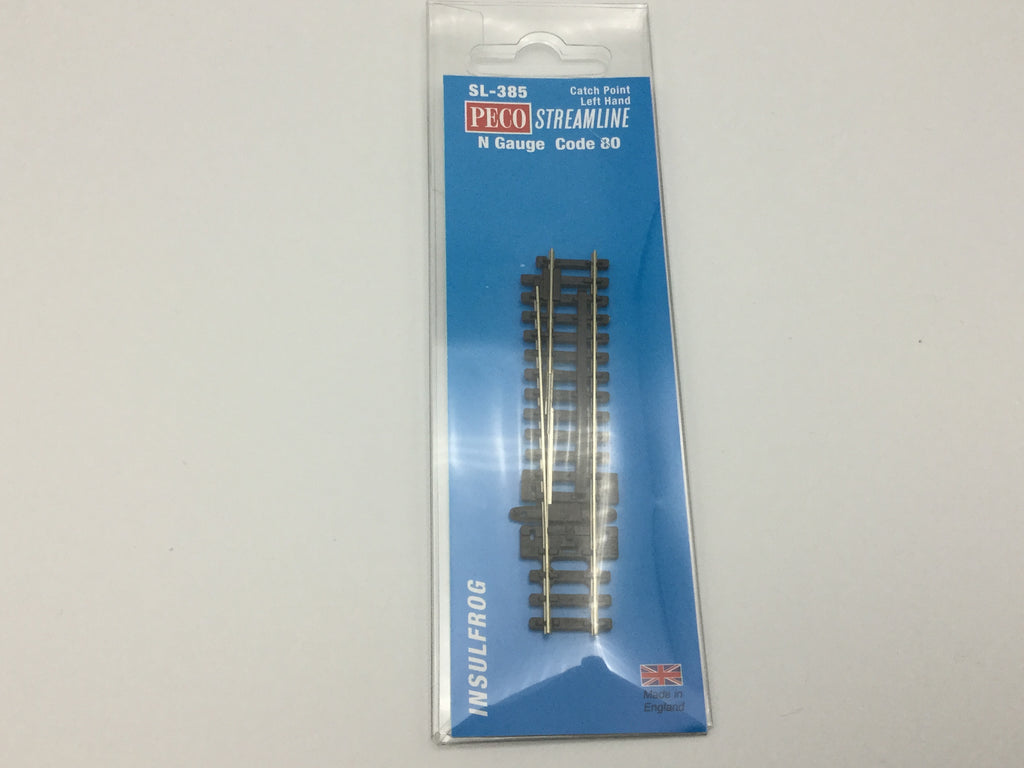 SL-385
Catch Point
Left Hand
PECO STREAMLINE
N Gauge Code 80
INSULFROG
Made in
England